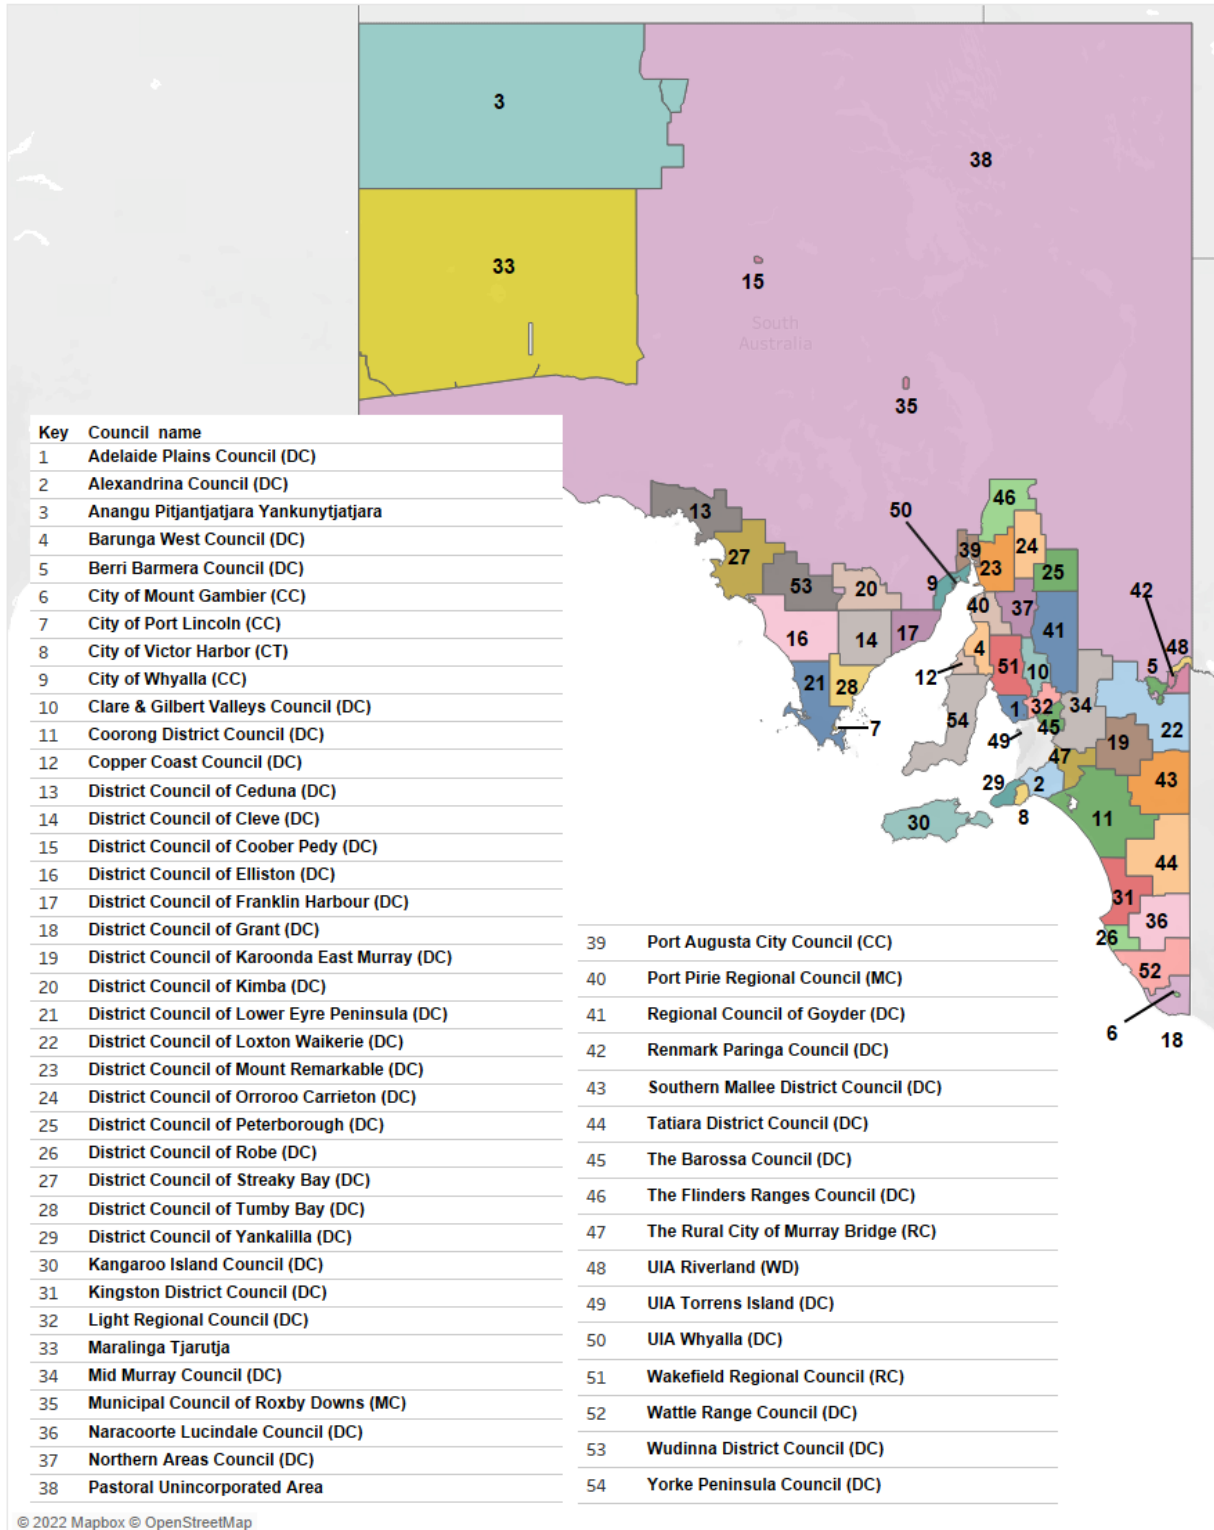 3
38
33
15
South
Australia
35
46
50
13
39
24
27
23
25
9
53
20
42
40
37
41
16
14
17
48
4
5
51
10
12
21
28
34
1
32
54
22
7
45
49
19
47
29
2
43
8
11
30
44
31
36
26
52
6
18
Key Council name
1 Adelaide Plains Council (DC)
2 Alexandrina Council (DC)
3 Anangu Pitjantjatjara Yankunytjatjara
4 Barunga West Council (DC)
5 Berri Barmera Council (DC)
6 City of Mount Gambier (CC)
7 City of Port Lincoln (CC)
8 City of Victor Harbor (CT)
9 City of Whyalla (CC)
10 Clare & Gilbert Valleys Council (DC)
11 Coorong District Council (DC)
12 Copper Coast Council (DC)
13 District Council of Ceduna (DC)
14 District Council of Cleve (DC)
15 District Council of Coober Pedy (DC)
16 District Council of Elliston (DC)
17 District Council of Franklin Harbour (DC)
18 District Council of Grant (DC)
19 District Council of Karoonda East Murray (DC)
20 District Council of Kimba (DC)
21 District Council of Lower Eyre Peninsula (DC)
22 District Council of Loxton Waikerie (DC)
23 District Council of Mount Remarkable (DC)
24 District Council of Orroroo Carrieton (DC)
25 District Council of Peterborough (DC)
26 District Council of Robe (DC)
27 District Council of Streaky Bay (DC)
28 District Council of Tumby Bay (DC)
29 District Council of Yankalilla (DC)
30 Kangaroo Island Council (DC)
31 Kingston District Council (DC)
32 Light Regional Council (DC)
33 Maralinga Tjarutja
34 Mid Murray Council (DC)
35 Municipal Council of Roxby Downs (MC)
36 Naracoorte Lucindale Council (DC)
37 Northern Areas Council (DC)
38 Pastoral Unincorporated Area
39 Port Augusta City Council (CC)
40 Port Pirie Regional Council (MC)
41 Regional Council of Goyder (DC)
42 Renmark Paringa Council (DC)
43 Southern Mallee District Council (DC)
44 Tatiara District Council (DC)
45 The Barossa Council (DC)
46 The Flinders Ranges Council (DC)
47 The Rural City of Murray Bridge (RC)
48 UIA Riverland (WD)
49 UIA Torrens Island (DC)
50 UIA Whyalla (DC)
51 Wakefield Regional Council (RC)
52 Wattle Range Council (DC)
53 Wudinna District Council (DC)
54 Yorke Peninsula Council (DC)
© 2022 Mapbox © OpenStreetMap